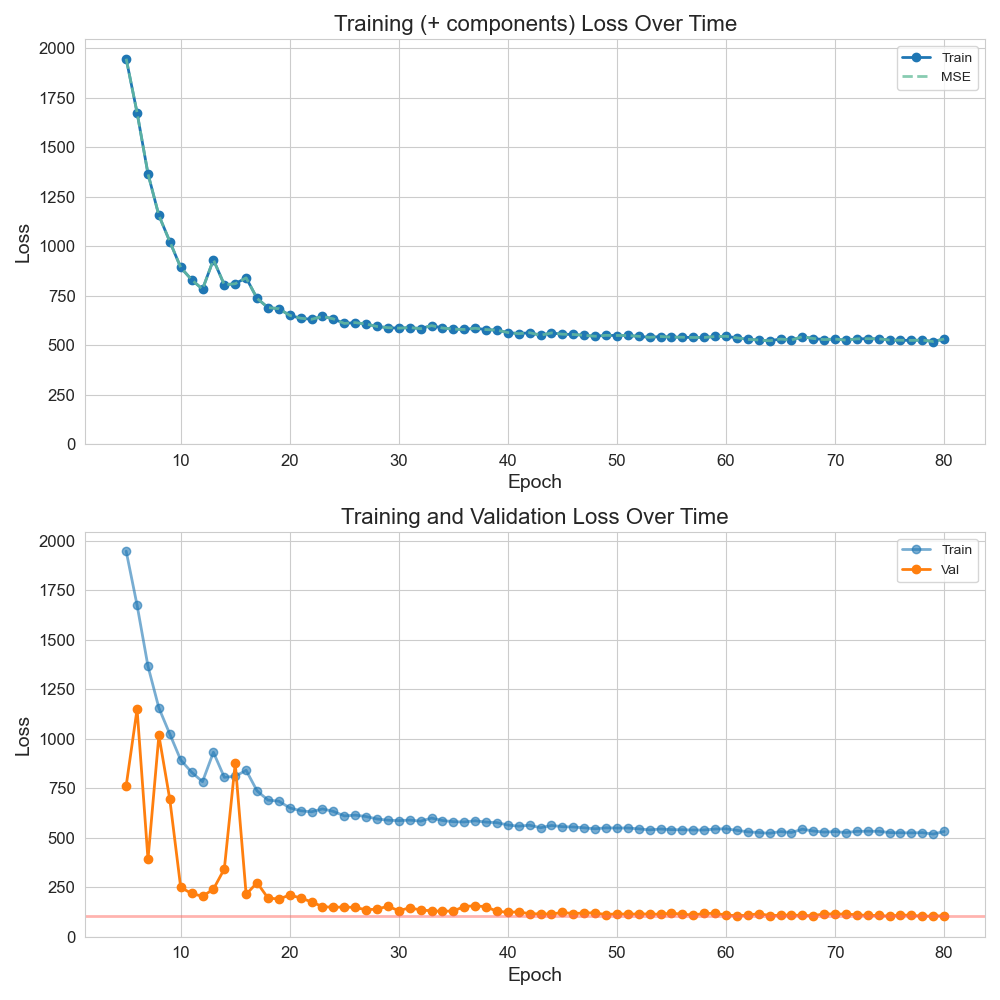 Training (+ components) Loss Over Time
Train
MSE
2000
1750
1500
1250
1000
750
500
250
0
Loss
10 20 30 40 50 60 70 80
Epoch
Training and Validation Loss Over Time
Train
Val
2000
1750
1500
1250
1000
750
500
250
0
Loss
10 20 30 40 50 60 70 80
Epoch